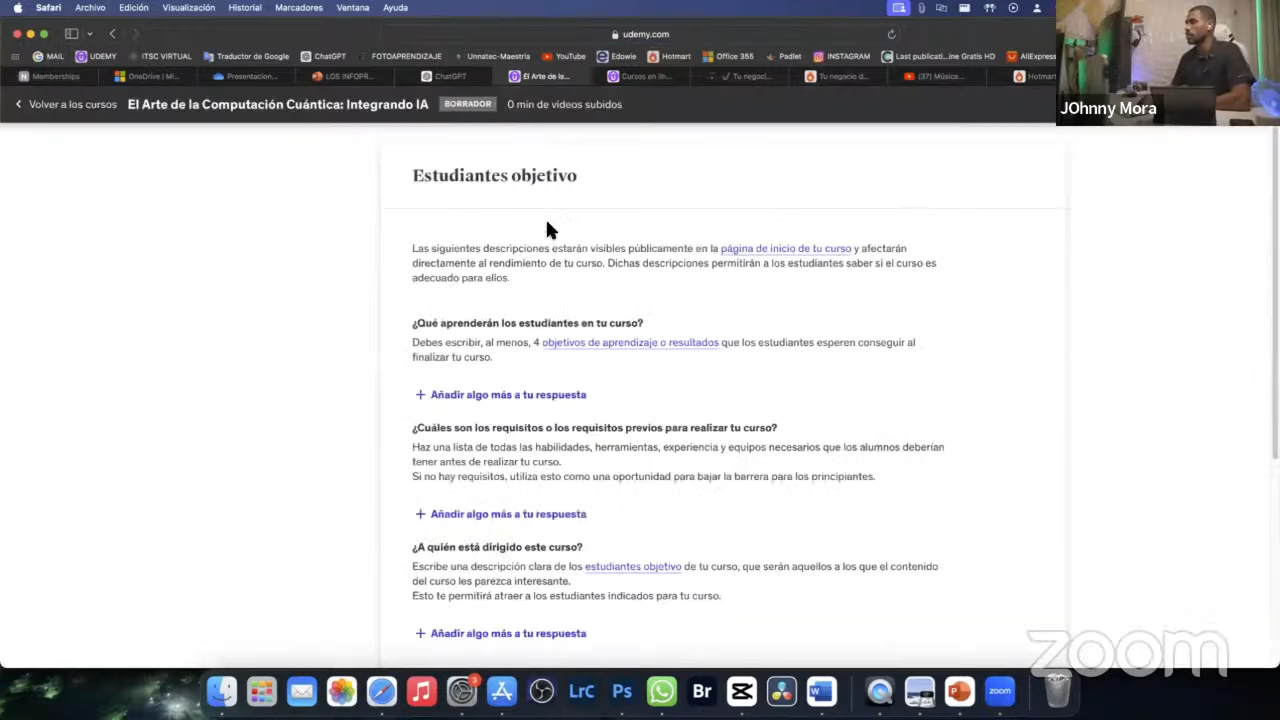 Safari Archivo Edición Visualización Historial Marcadores Ventana Ayuda
udemy.com
MAIL UDEMY ITSC VIRTUAL Traductor de Google ChatGPT FOTOAPRENDIZAJE Unnatec-Maestria YouTube Edowie Hotmart Office 365 Padlet INSTAGRAM Last publicati...ine Gratis HD AliExpress
Memberships OneDrive | Mi... Presentacion... LOS INFOPR... ChatGPT El Arte de la... Cursos en lín... Tu negoci... Tu negocio d... (37) Música... Hotmart
Volver a los cursos El Arte de la Computación Cuántica: Integrando IA BORRADOR 0 min de vídeos subidos
JOhnny Mora
Estudiantes objetivo
Las siguientes descripciones estarán visibles públicamente en la página de inicio de tu curso y afectarán
directamente al rendimiento de tu curso. Dichas descripciones permitirán a los estudiantes saber si el curso es
adecuado para ellos.
¿Qué aprenderán los estudiantes en tu curso?
Debes escribir, al menos, 4 objetivos de aprendizaje o resultados que los estudiantes esperen conseguir al
finalizar tu curso.
+ Añadir algo más a tu respuesta
¿Cuáles son los requisitos o los requisitos previos para realizar tu curso?
Haz una lista de todas las habilidades, herramientas, experiencia y equipos necesarios que los alumnos deberían
tener antes de realizar tu curso.
Si no hay requisitos, utiliza esto como una oportunidad para bajar la barrera para los principiantes.
+ Añadir algo más a tu respuesta
¿A quién está dirigido este curso?
Escribe una descripción clara de los estudiantes objetivo de tu curso, que serán aquellos a los que el contenido
del curso les parezca interesante.
Esto te permitirá atraer a los estudiantes indicados para tu curso.
+ Añadir algo más a tu respuesta
zoom
3
LrC Ps Br W P zoom